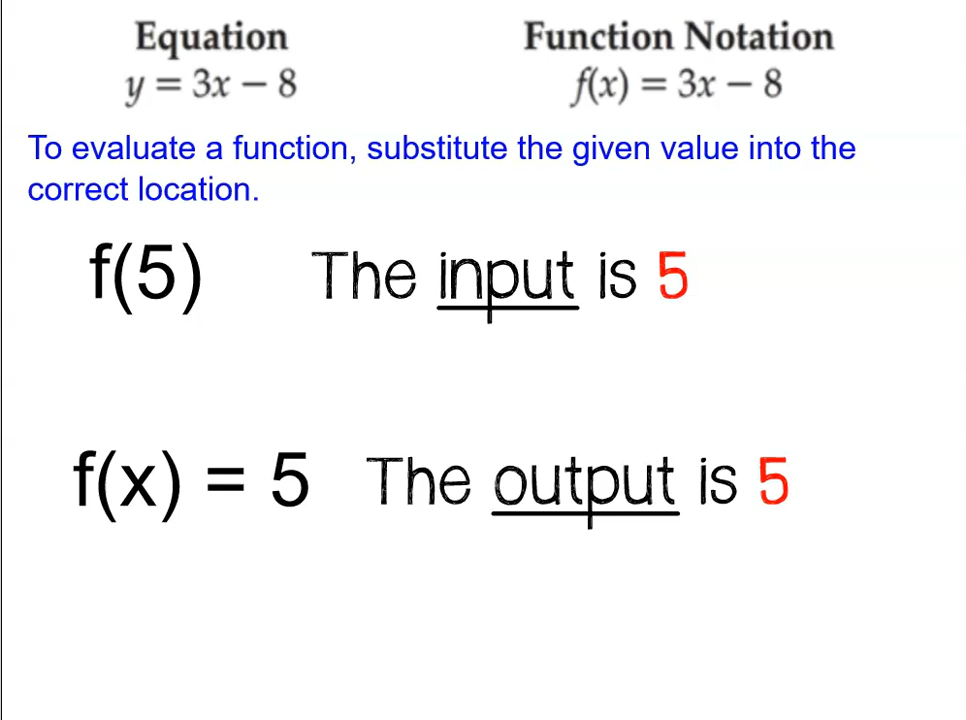 Equation
Function Notation
y = 3x − 8
f(x) = 3x − 8
To evaluate a function, substitute the given value into the
correct location.
f(5) The input is 5
f(x) = 5 The output is 5